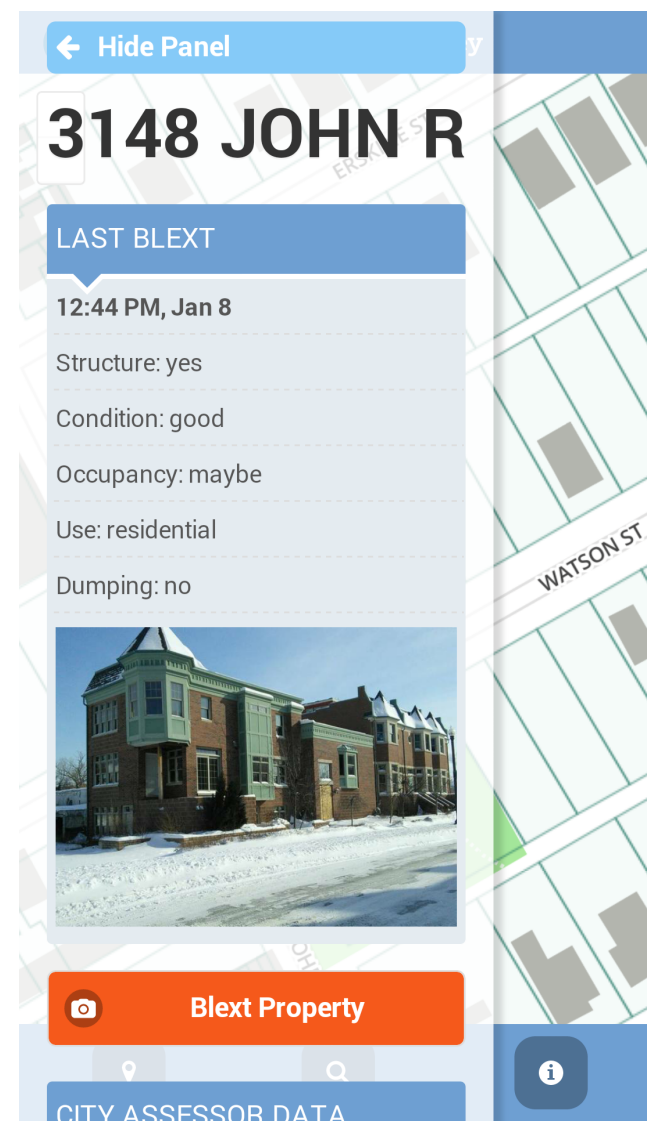 Hide Panel
3148 JOHN R
LAST BLEXT
12:44 PM, Jan 8
Structure: yes
Condition: good
Occupancy: maybe
Use: residential
Dumping: no
WATSON ST
Blext Property
CITY ASSESSOR DATA